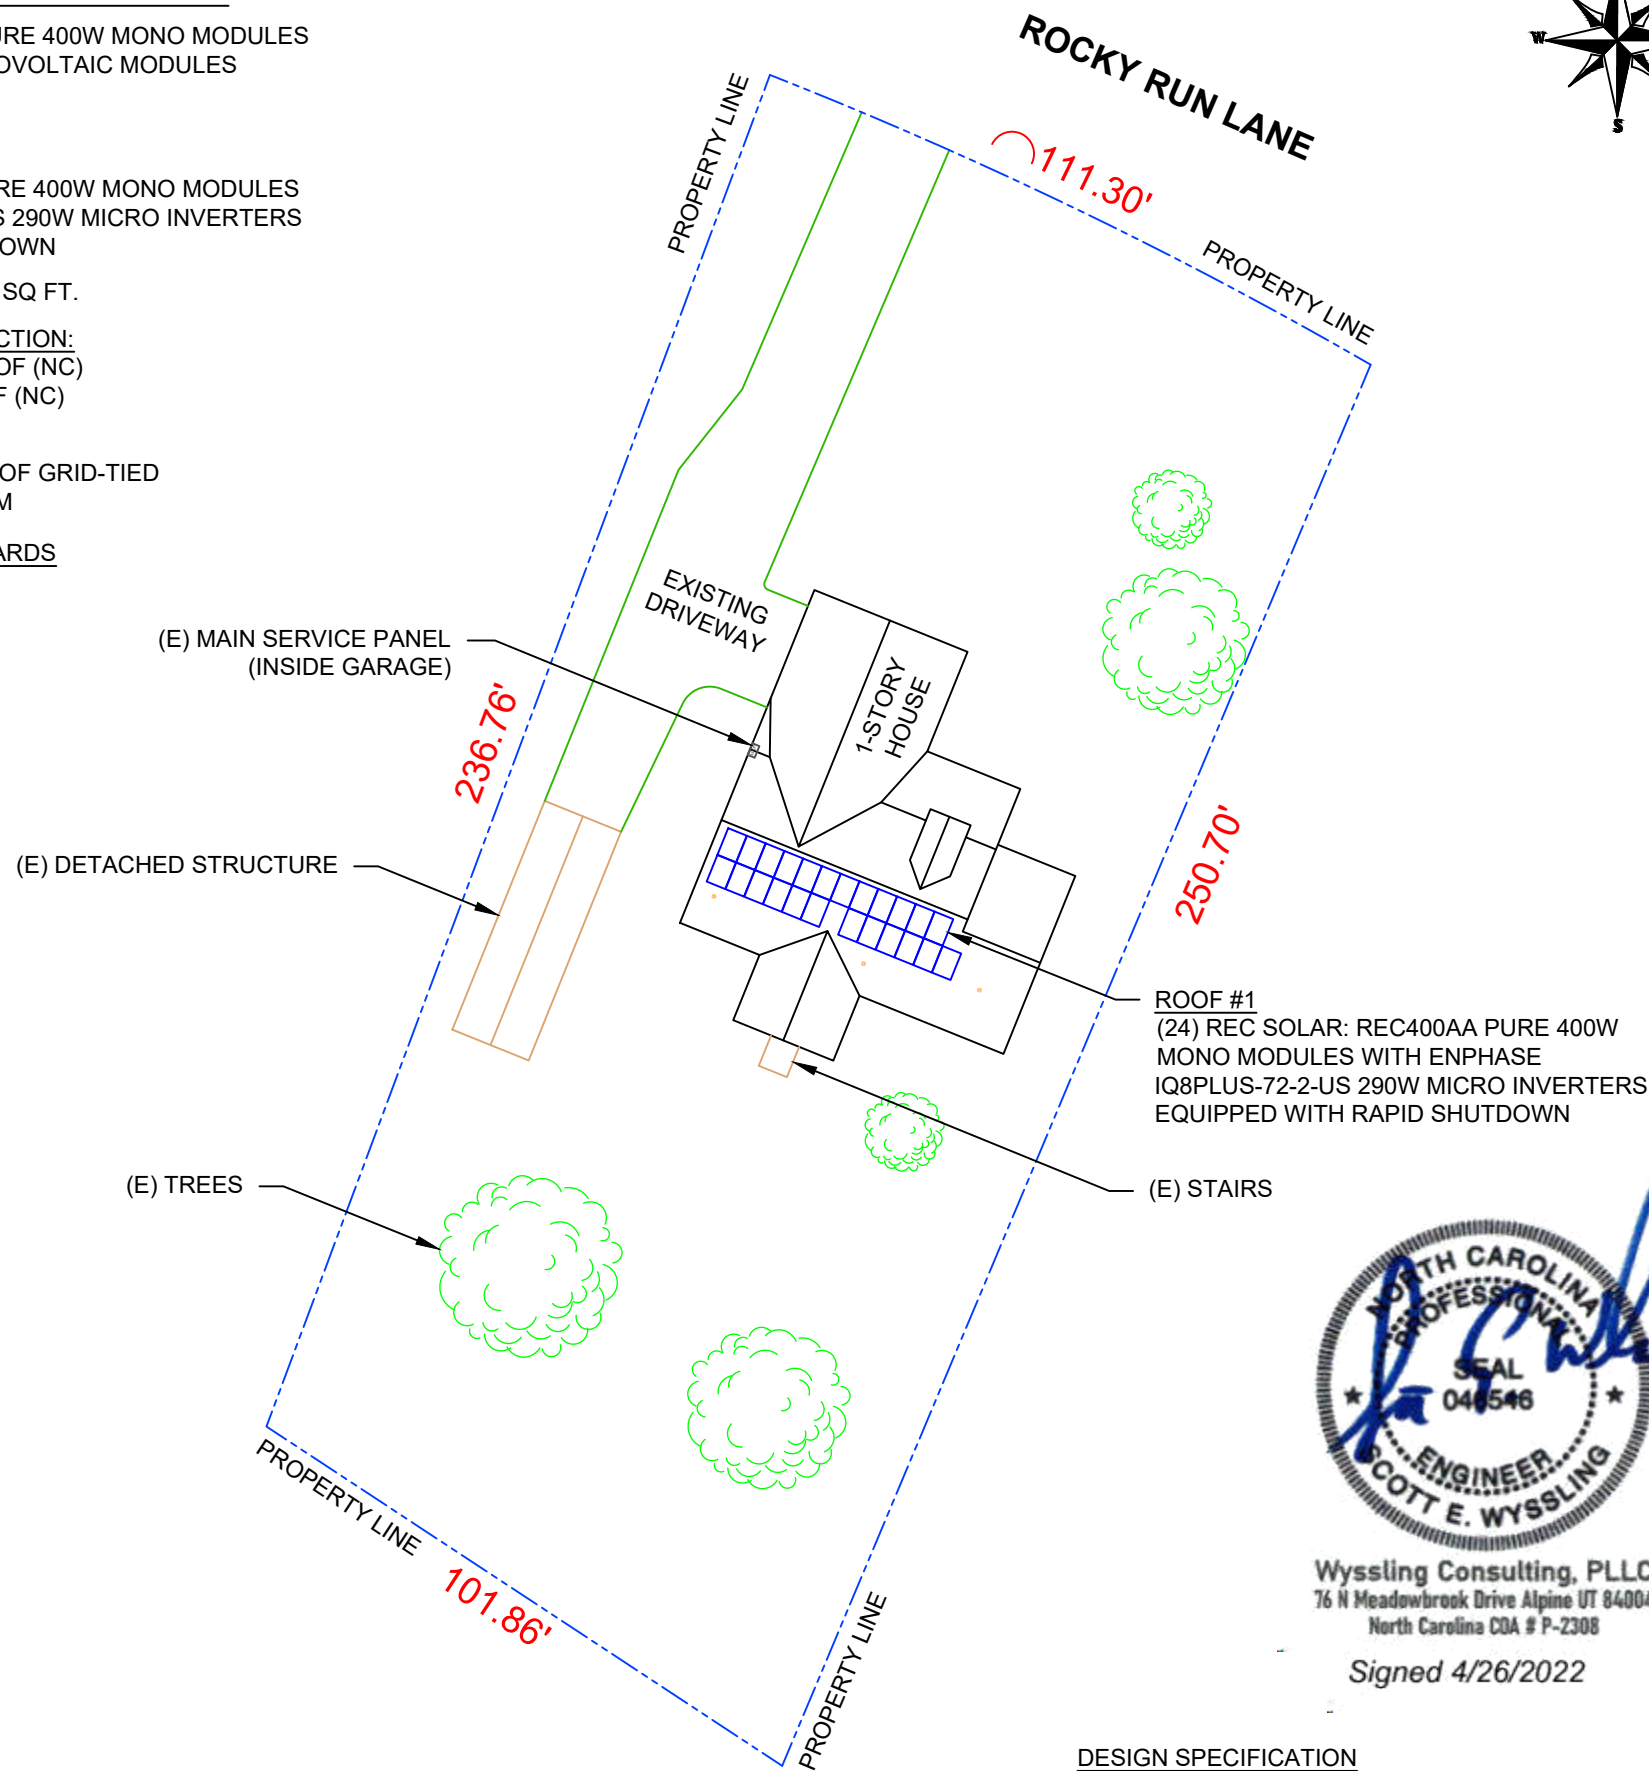 URE 400W MONO MODULES
OVOLTAIC MODULES
RE 400W MONO MODULES
S 290W MICRO INVERTERS
OWN
SQ FT.
CTION:
OF (NC)
F (NC)
OF GRID-TIED
M
ARDS
ROCKY RUN LANE
W
S
PROPERTY LINE
111.30'
PROPERTY LINE
EXISTING
DRIVEWAY
(E) MAIN SERVICE PANEL
(INSIDE GARAGE)
1-STORY
HOUSE
236.76'
250.70'
(E) DETACHED STRUCTURE
ROOF #1
(24) REC SOLAR: REC400AA PURE 400W
MONO MODULES WITH ENPHASE
IQ8PLUS-72-2-US 290W MICRO INVERTERS
EQUIPPED WITH RAPID SHUTDOWN
(E) TREES
(E) STAIRS
NORTH CAROLINA
PROFESSIONAL
SEAL
046546
ENGINEER
SCOTT E. WYSSLING
Wyssling Consulting, PLLC
76 N Meadowbrook Drive Alpine UT 84004
North Carolina COA # P-2308
Signed 4/26/2022
PROPERTY LINE
101.86'
PROPERTY LINE
DESIGN SPECIFICATION